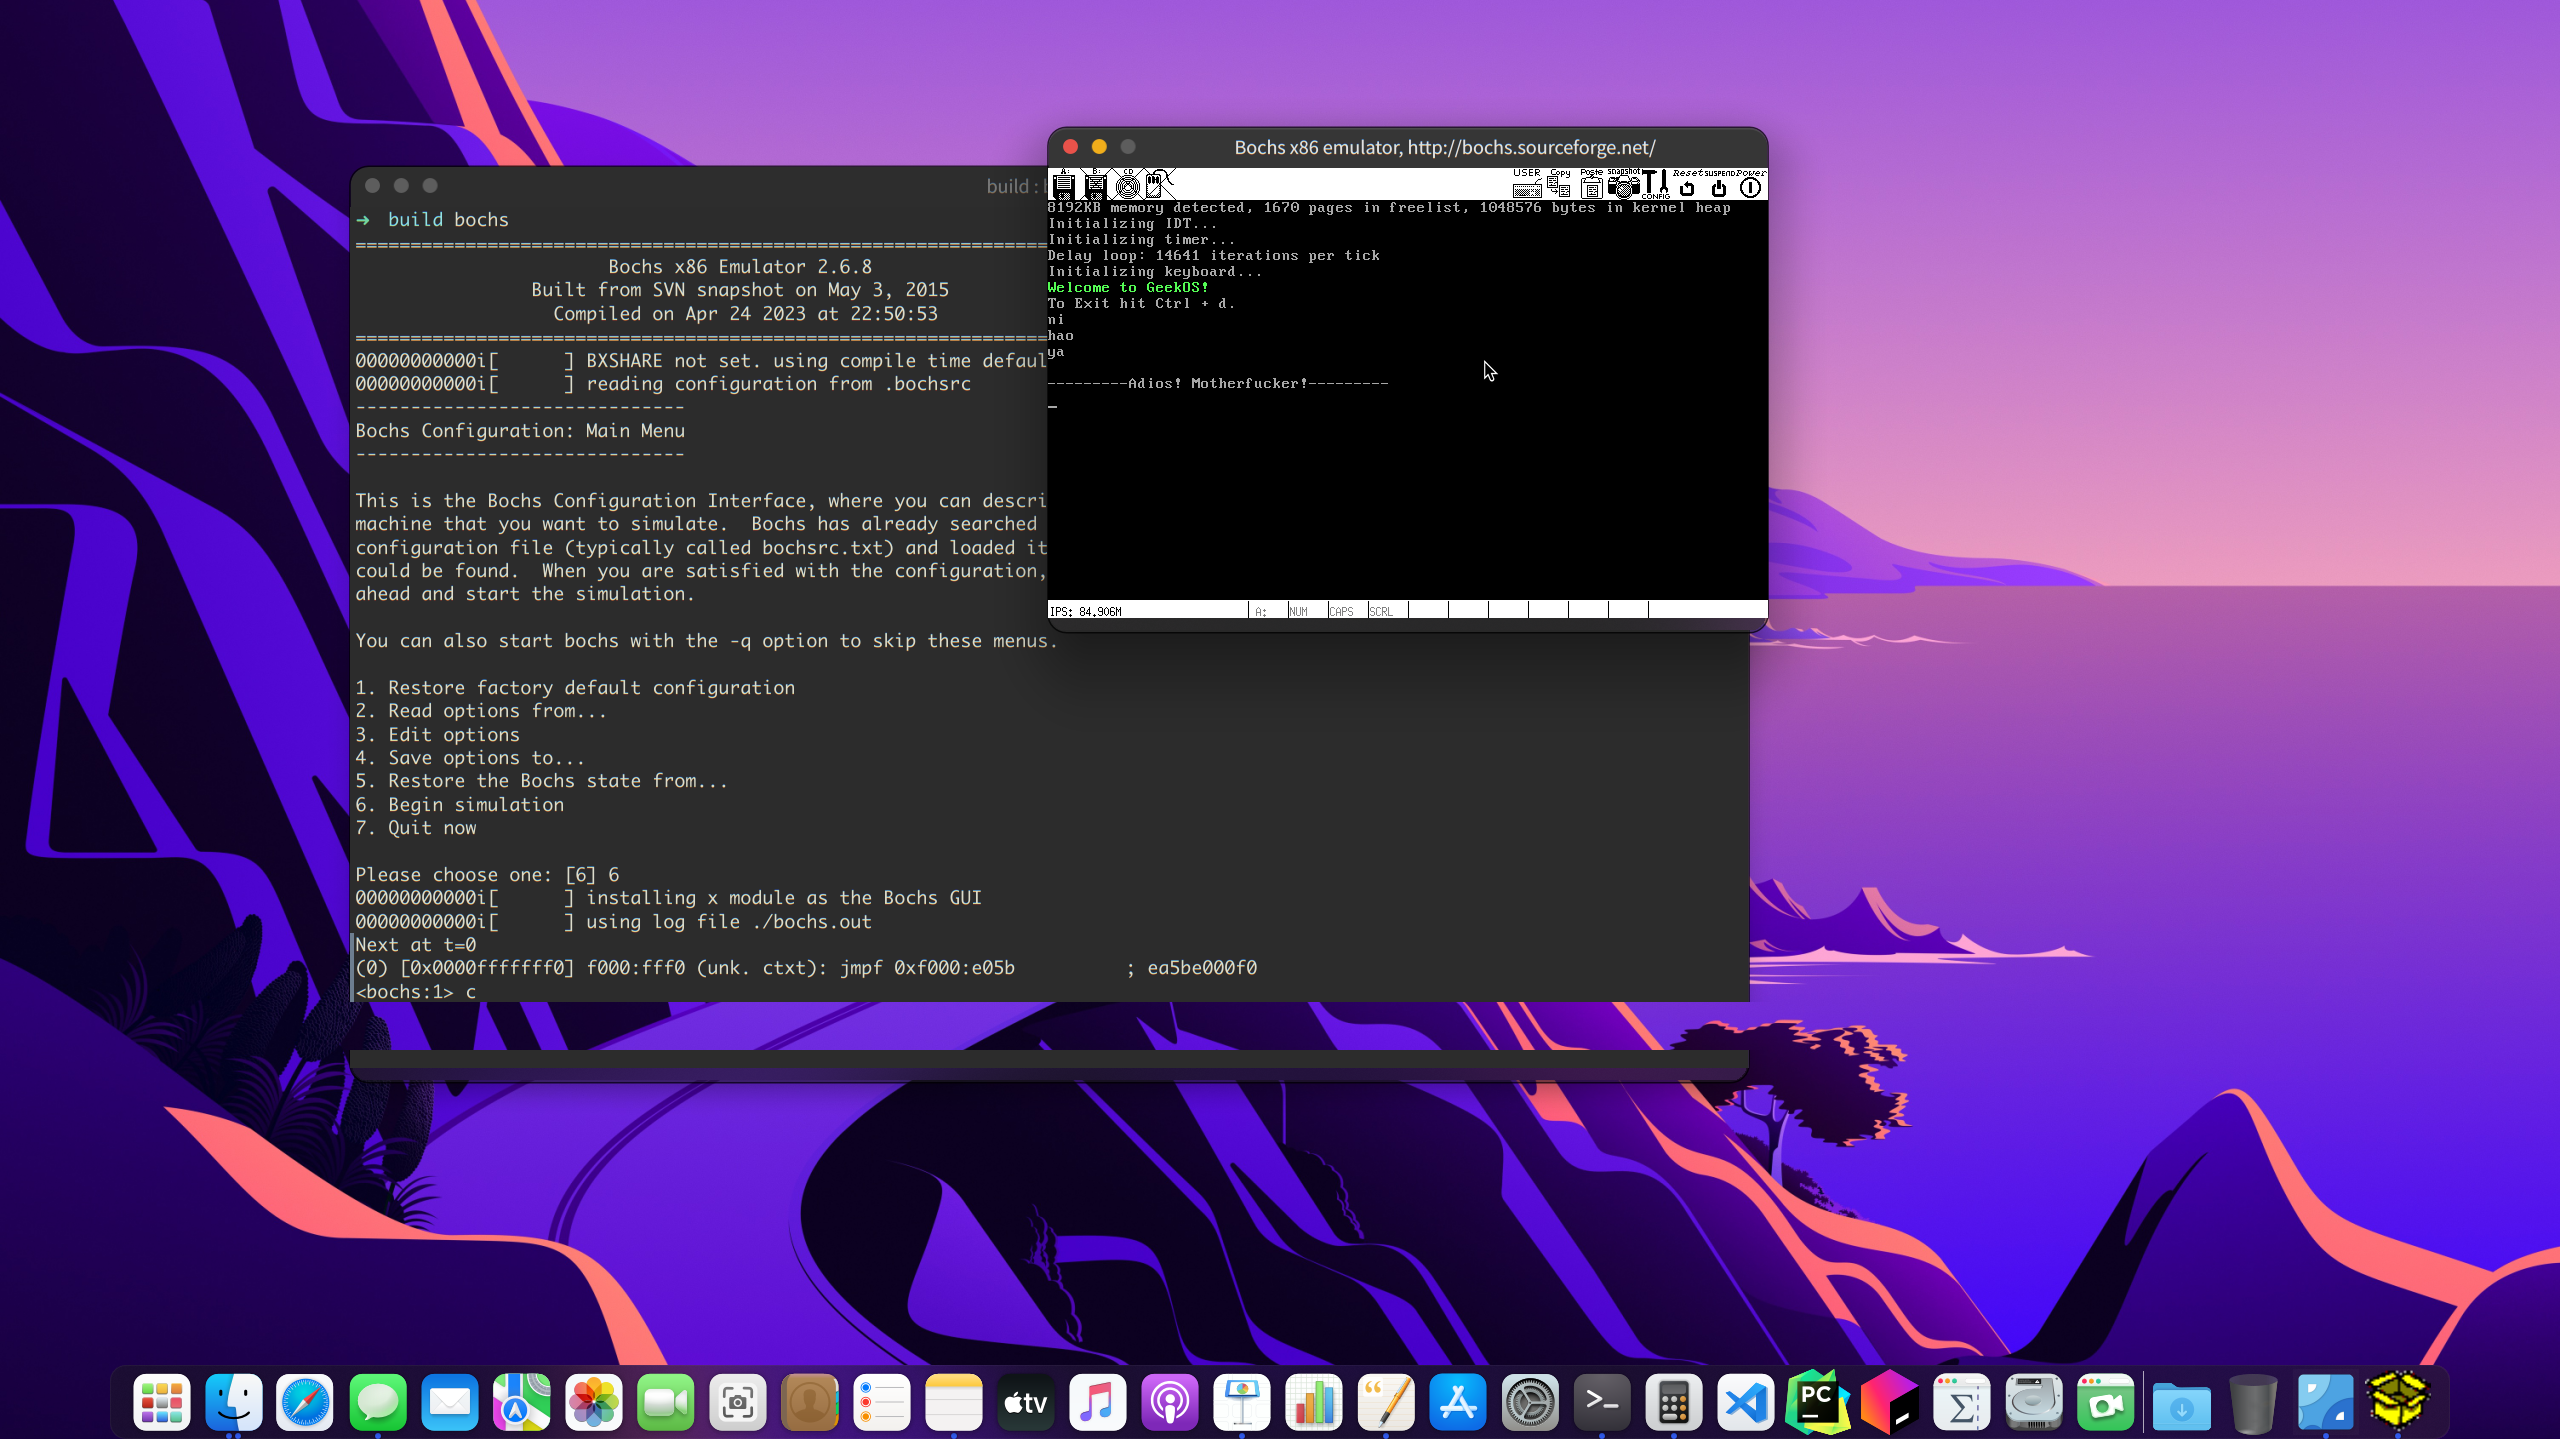 build : b
➜  build bochs
========================================================================
Bochs x86 Emulator 2.6.8
Built from SVN snapshot on May 3, 2015
Compiled on Apr 24 2023 at 22:50:53
========================================================================
00000000000i[      ] BXSHARE not set. using compile time defaul
00000000000i[      ] reading configuration from .bochsrc
------------------------------
Bochs Configuration: Main Menu
------------------------------
This is the Bochs Configuration Interface, where you can descri
machine that you want to simulate.  Bochs has already searched
configuration file (typically called bochsrc.txt) and loaded it
could be found.  When you are satisfied with the configuration,
ahead and start the simulation.
You can also start bochs with the -q option to skip these menus.
1. Restore factory default configuration
2. Read options from...
3. Edit options
4. Save options to...
5. Restore the Bochs state from...
6. Begin simulation
7. Quit now
Please choose one: [6] 6
00000000000i[      ] installing x module as the Bochs GUI
00000000000i[      ] using log file ./bochs.out
Next at t=0
(0) [0x0000fffffff0] f000:fff0 (unk. ctxt): jmpf 0xf000:e05b          ; ea5be000f0
<bochs:1> c
Bochs x86 emulator, http://bochs.sourceforge.net/
A: B: CD USER Copy Paste snapshot CONFIG Reset SUSPEND Power
8192KB memory detected, 1670 pages in freelist, 1048576 bytes in kernel heap
Initializing IDT...
Initializing timer...
Delay loop: 14641 iterations per tick
Initializing keyboard...
Welcome to GeekOS!
To Exit hit Ctrl + d.
ni
hao
ya
---------Adios! Motherfucker!---------
_
IPS: 84.906M A: NUM CAPS SCRL
tv
PC